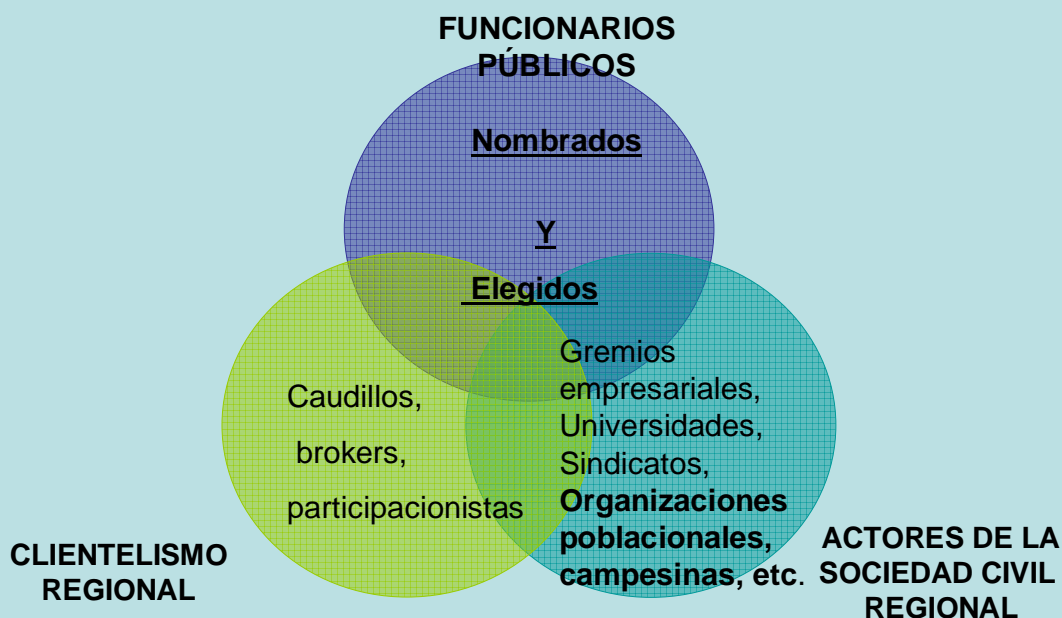 FUNCIONARIOS
PÚBLICOS
Nombrados
Y
Elegidos
Caudillos,
brokers,
participacionistas
Gremios
empresariales,
Universidades,
Sindicatos,
Organizaciones
poblacionales,
campesinas, etc.
CLIENTELISMO
REGIONAL
ACTORES DE LA
SOCIEDAD CIVIL
REGIONAL